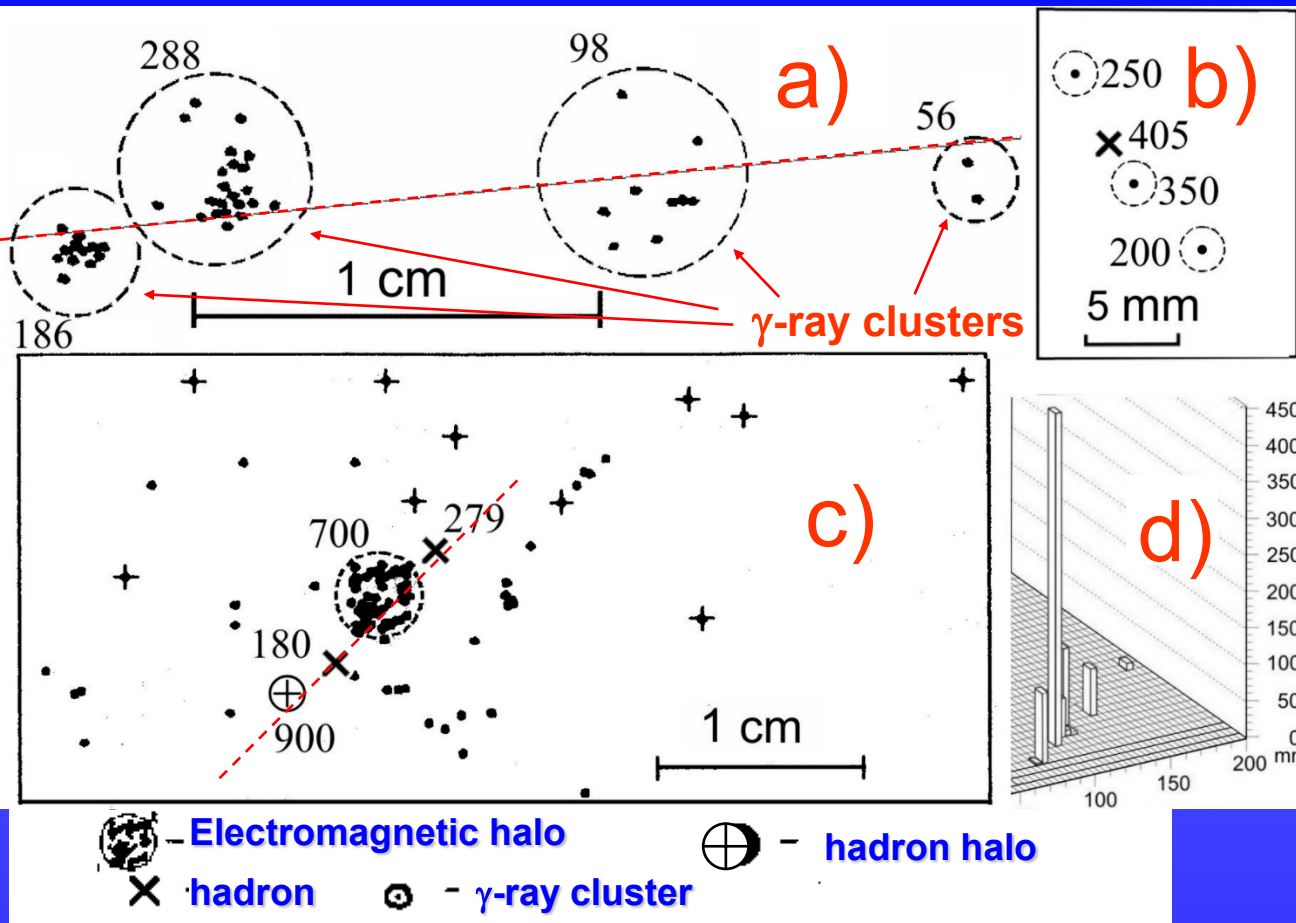 288
98
a)
56
186
1 cm
γ-ray clusters
b)
250
405
350
200
5 mm
c)
700
279
180
900
1 cm
d)
450
400
350
300
250
200
150
100
50
0
200 mm
150
100
- Electromagnetic halo
- hadron halo
hadron
- γ-ray cluster